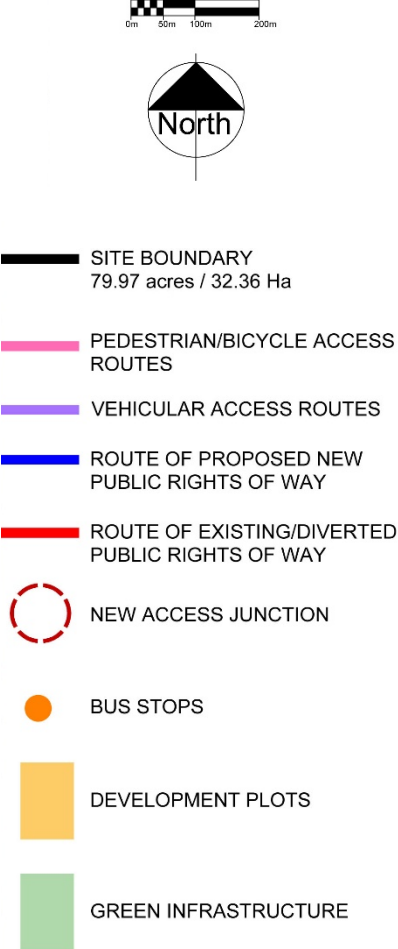 0m 50m 100m 200m
North
SITE BOUNDARY
79.97 acres / 32.36 Ha
PEDESTRIAN/BICYCLE ACCESS
ROUTES
VEHICULAR ACCESS ROUTES
ROUTE OF PROPOSED NEW
PUBLIC RIGHTS OF WAY
ROUTE OF EXISTING/DIVERTED
PUBLIC RIGHTS OF WAY
NEW ACCESS JUNCTION
BUS STOPS
DEVELOPMENT PLOTS
GREEN INFRASTRUCTURE